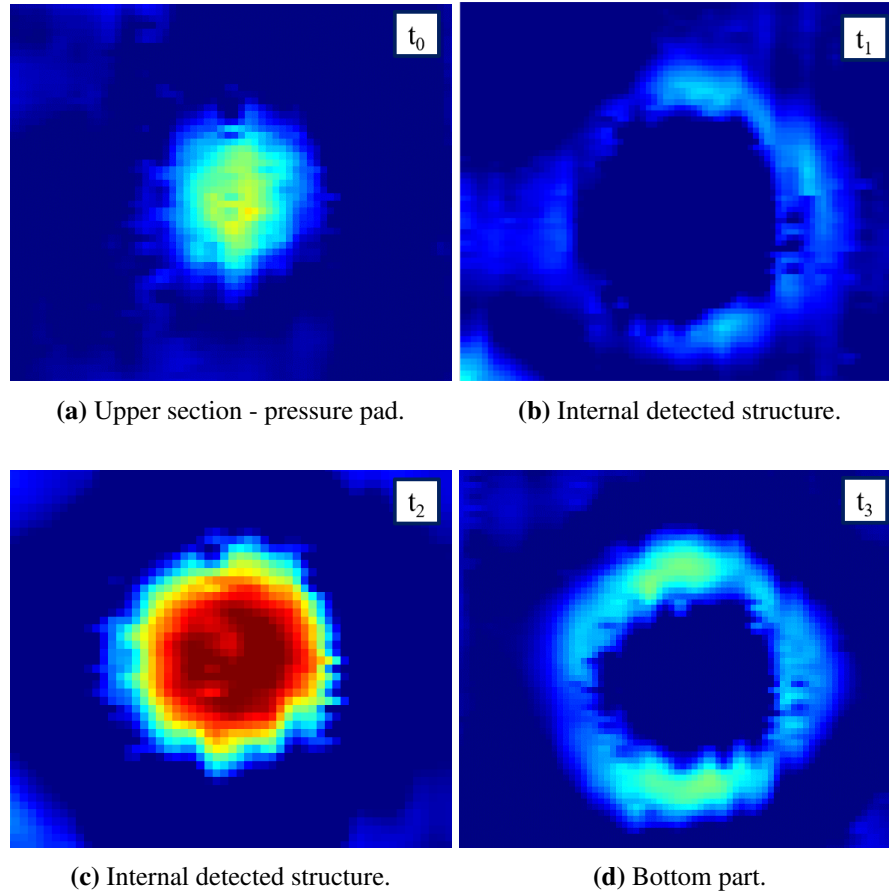 t₀
t₁
(a) Upper section - pressure pad.
(b) Internal detected structure.
t₂
t₃
(c) Internal detected structure.
(d) Bottom part.